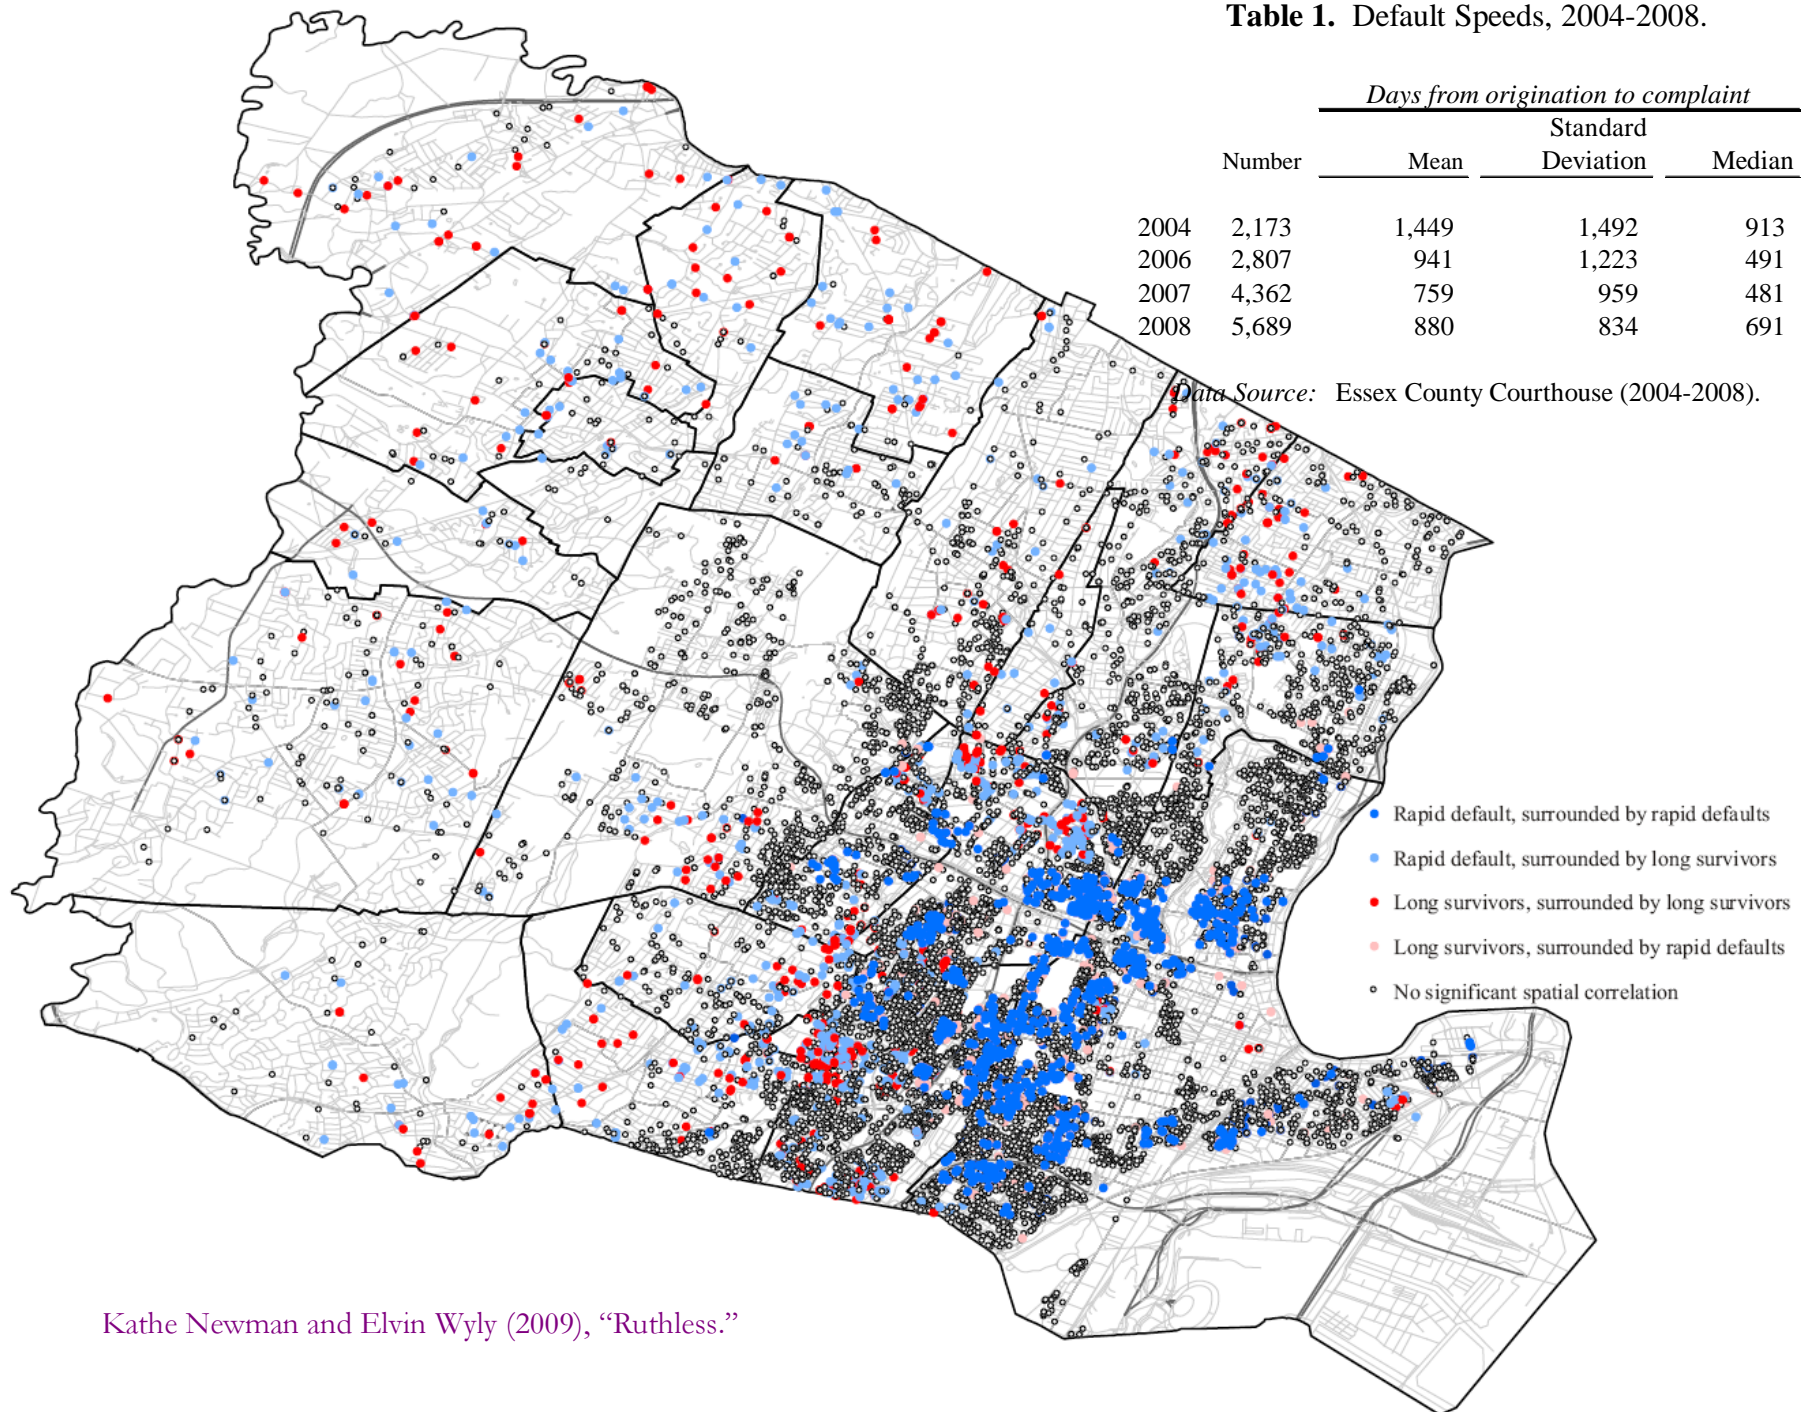 Table 1. Default Speeds, 2004-2008.
Days from origination to complaint
Standard
Number Mean Deviation Median
2004 2,173 1,449 1,492 913
2006 2,807 941 1,223 491
2007 4,362 759 959 481
2008 5,689 880 834 691
Data Source: Essex County Courthouse (2004-2008).
Rapid default, surrounded by rapid defaults
Rapid default, surrounded by long survivors
Long survivors, surrounded by long survivors
Long survivors, surrounded by rapid defaults
No significant spatial correlation
Kathe Newman and Elvin Wyly (2009), “Ruthless.”